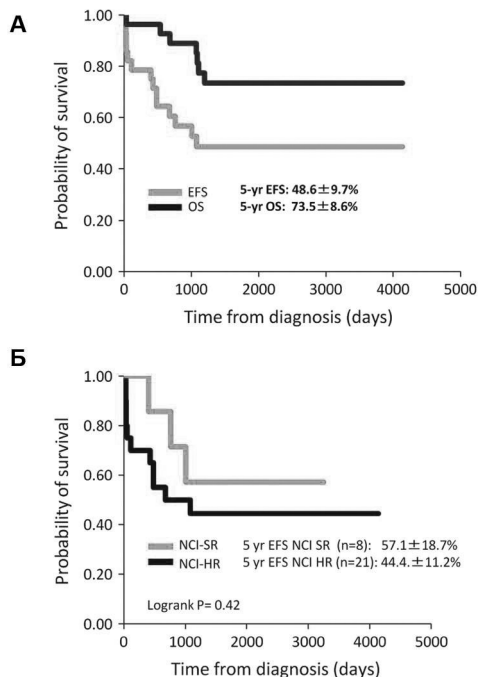 А
Probability of survival
1.00
0.80
0.60
0.40
0.20
0.00
EFS 5-yr EFS: 48.6±9.7%
OS 5-yr OS: 73.5±8.6%
0 1000 2000 3000 4000 5000
Time from diagnosis (days)
Б
Probability of survival
1.00
0.80
0.60
0.40
0.20
0.00
NCI-SR 5 yr EFS NCI SR (n=8): 57.1±18.7%
NCI-HR 5 yr EFS NCI HR (n=21): 44.4.±11.2%
Logrank P= 0.42
0 1000 2000 3000 4000 5000
Time from diagnosis (days)